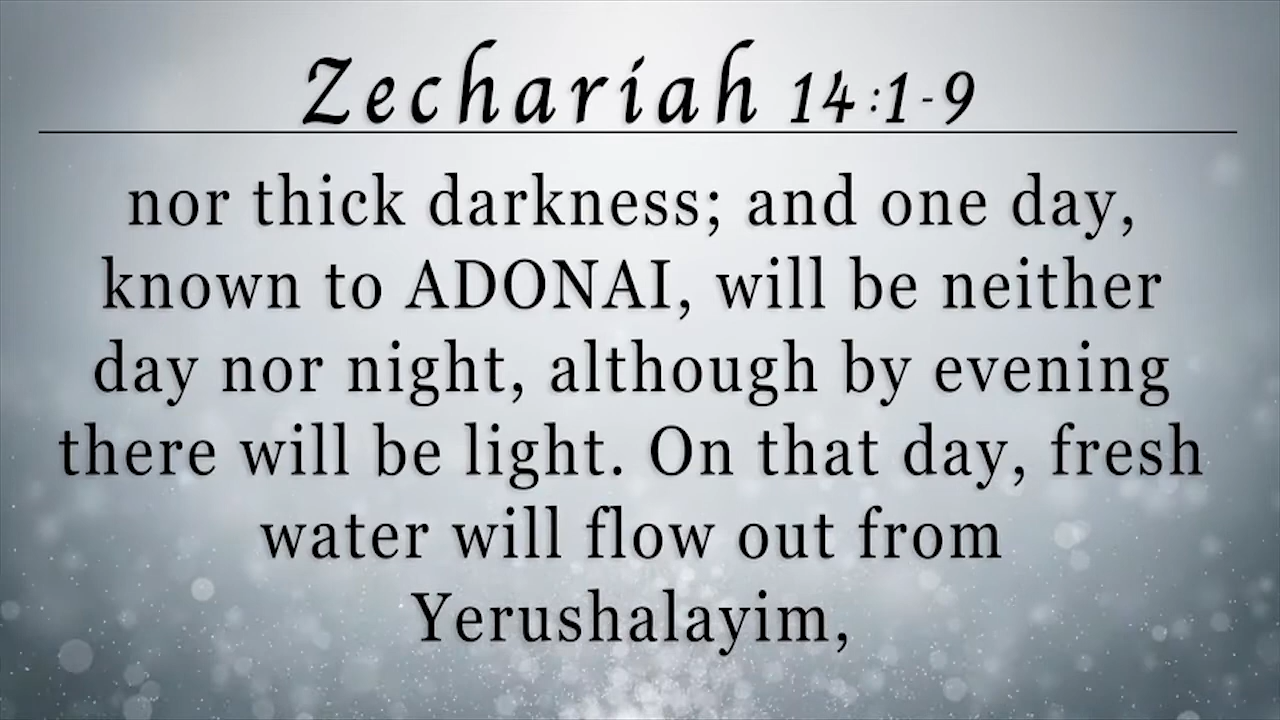 Zechariah 14:1-9
nor thick darkness; and one day,
known to ADONAI, will be neither
day nor night, although by evening
there will be light. On that day, fresh
water will flow out from
Yerushalayim,